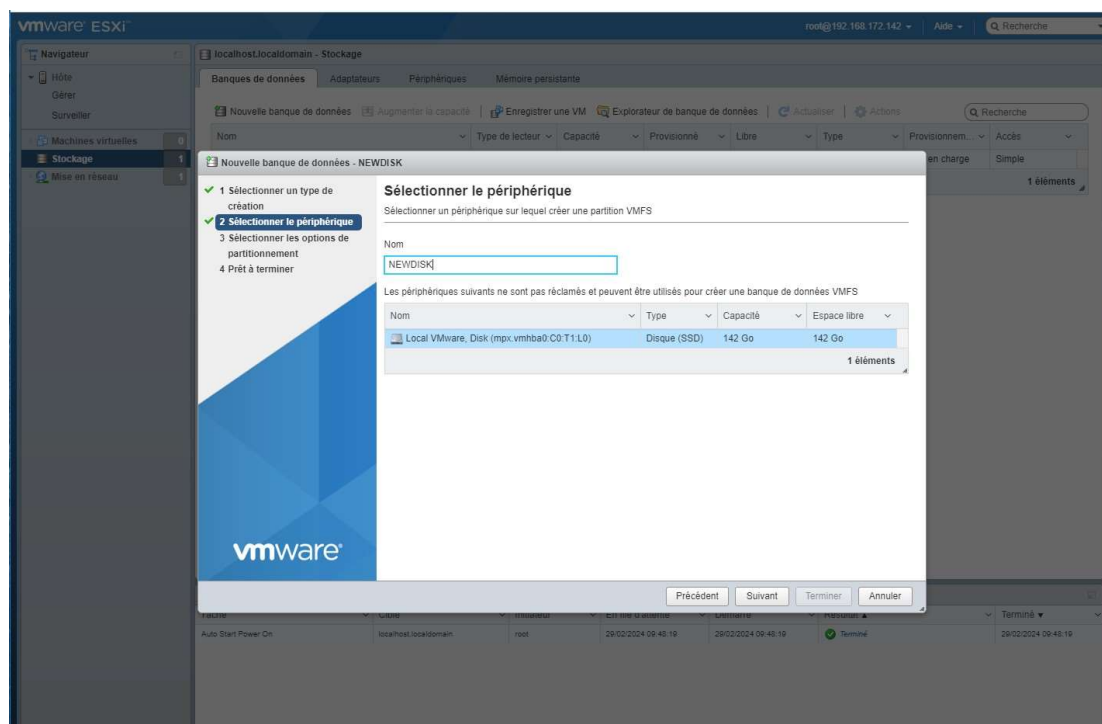 vmware ESXi™
root@192.168.172.142
Aide
Recherche
Navigateur
Hôte
Gérer
Surveiller
Machines virtuelles 0
Stockage 1
Mise en réseau 1
localhost.localdomain - Stockage
Banques de données Adaptateurs Périphériques Mémoire persistante
Nouvelle banque de données Augmenter la capacité Enregistrer une VM Explorateur de banque de données Actualiser Actions Recherche
Nom Type de lecteur Capacité Provisionné Libre Type Provisionnem... Accès
en charge Simple
1 éléments
Nouvelle banque de données - NEWDISK
1 Sélectionner un type de
création
2 Sélectionner le périphérique
3 Sélectionner les options de
partitionnement
4 Prêt à terminer
vmware®
Sélectionner le périphérique
Sélectionner un périphérique sur lequel créer une partition VMFS
Nom
NEWDISK
Les périphériques suivants ne sont pas réclamés et peuvent être utilisés pour créer une banque de données VMFS
Nom Type Capacité Espace libre
Local VMware, Disk (mpx.vmhba0:C0:T1:L0) Disque (SSD) 142 Go 142 Go
1 éléments
Précédent Suivant Terminer Annuler
Terminé
Auto Start Power On localhost.localdomain root 29/02/2024 09:48:19 29/02/2024 09:48:19 Terminé 29/02/2024 09:48:19